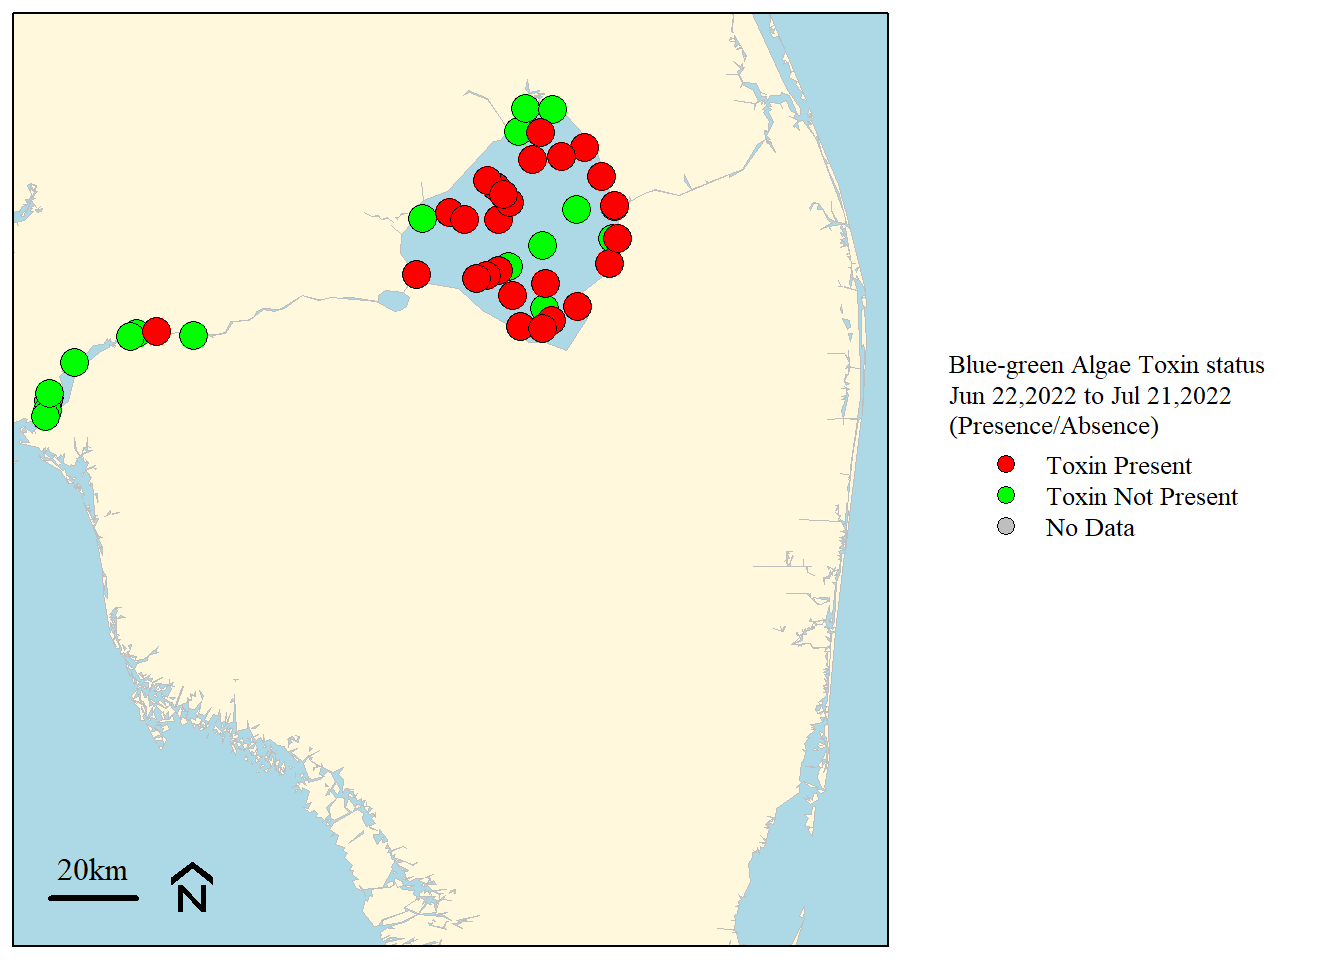 Blue-green Algae Toxin status
Jun 22,2022 to Jul 21,2022
(Presence/Absence)
Toxin Present
Toxin Not Present
No Data
20km
N